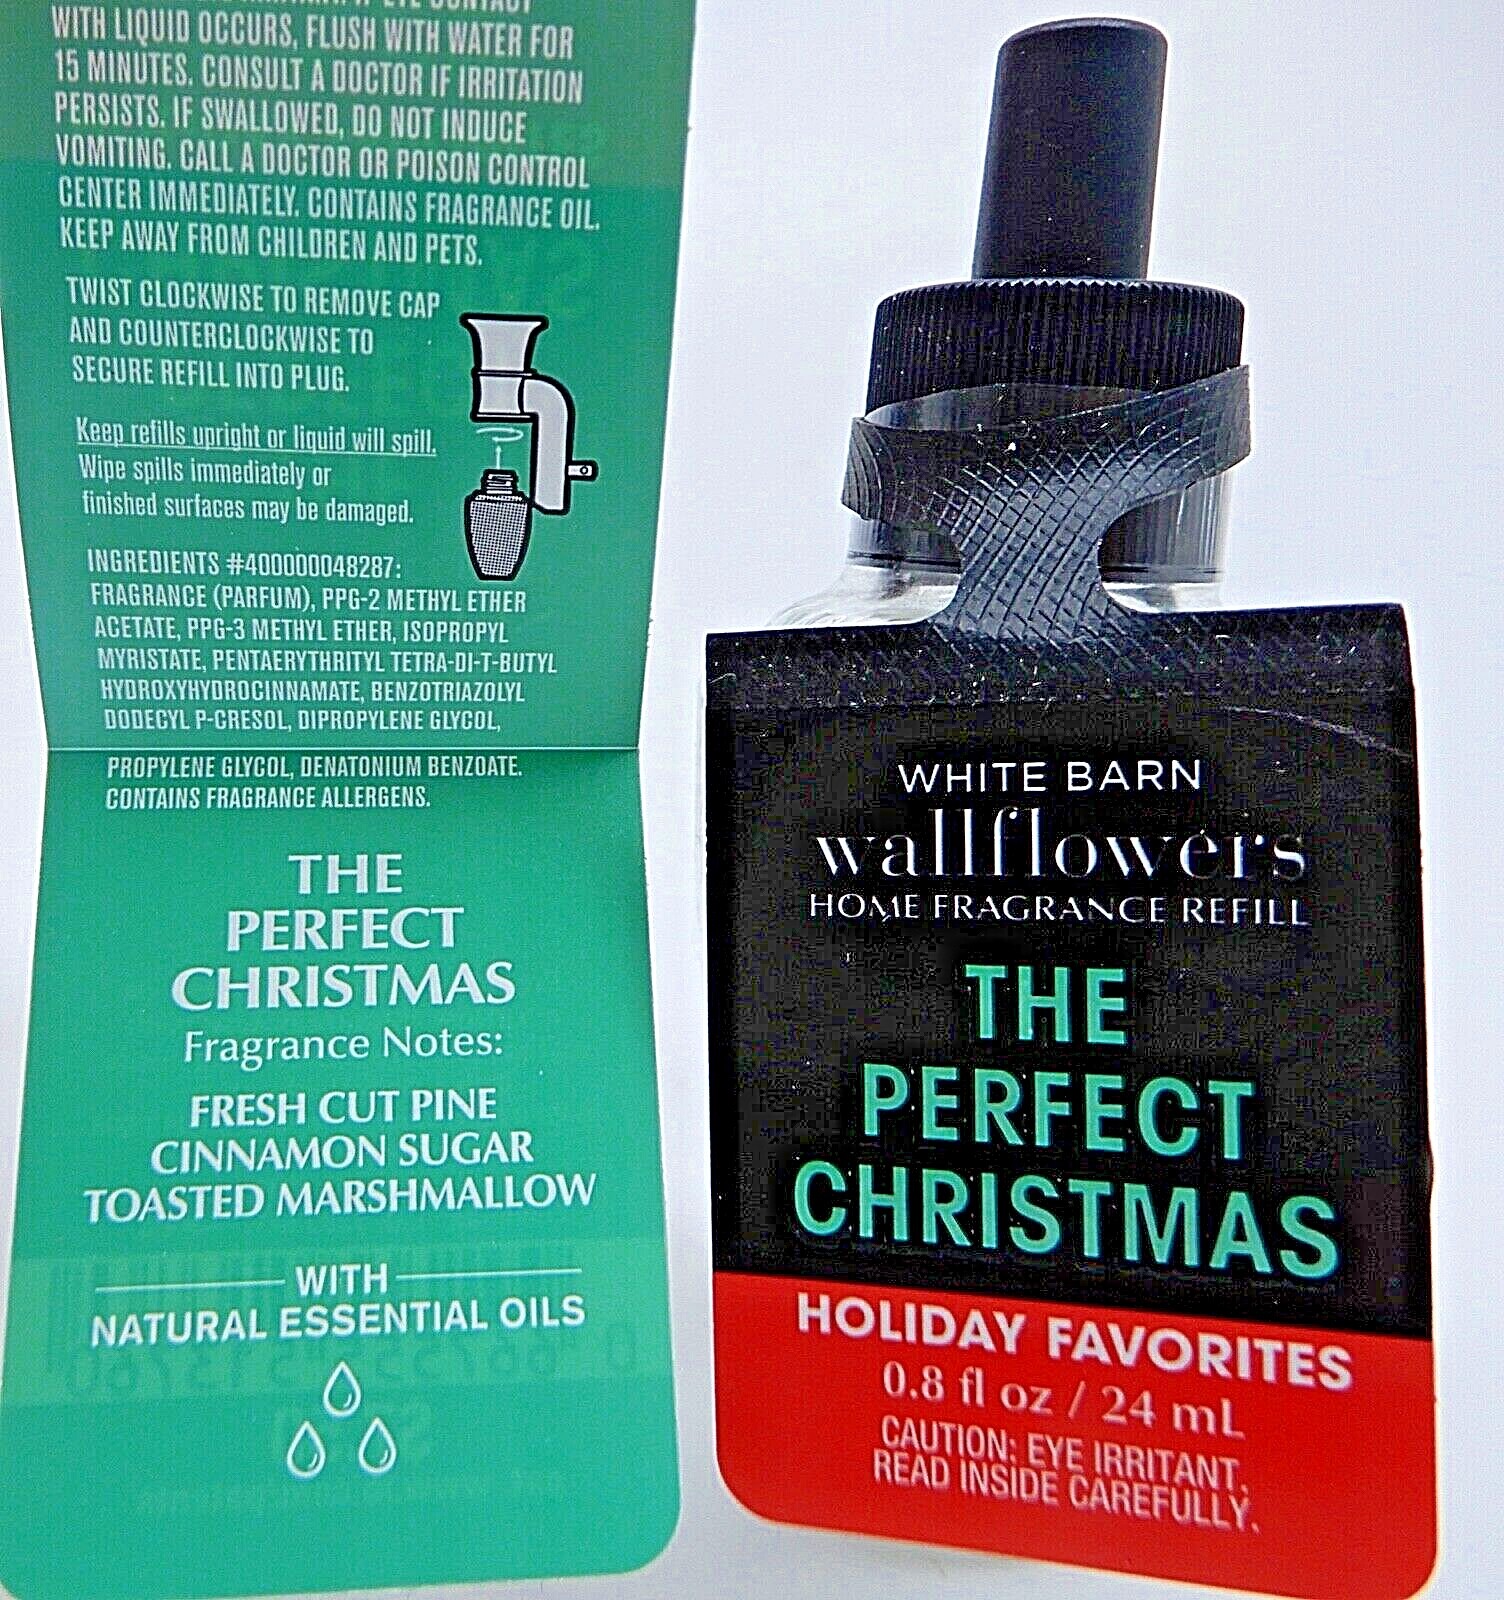 WITH LIQUID OCCURS, FLUSH WITH WATER FOR
15 MINUTES. CONSULT A DOCTOR IF IRRITATION
PERSISTS. IF SWALLOWED, DO NOT INDUCE
VOMITING. CALL A DOCTOR OR POISON CONTROL
CENTER IMMEDIATELY. CONTAINS FRAGRANCE OIL.
KEEP AWAY FROM CHILDREN AND PETS.
TWIST CLOCKWISE TO REMOVE CAP
AND COUNTERCLOCKWISE TO
SECURE REFILL INTO PLUG.
Keep refills upright or liquid will spill.
Wipe spills immediately or
finished surfaces may be damaged.
INGREDIENTS #400000048287:
FRAGRANCE (PARFUM), PPG-2 METHYL ETHER
ACETATE, PPG-3 METHYL ETHER, ISOPROPYL
MYRISTATE, PENTAERYTHRITYL TETRA-DI-T-BUTYL
HYDROXYHYDROCINNAMATE, BENZOTRIAZOLYL
DODECYL P-CRESOL, DIPROPYLENE GLYCOL,
PROPYLENE GLYCOL, DENATONIUM BENZOATE.
CONTAINS FRAGRANCE ALLERGENS.
THE
PERFECT
CHRISTMAS
Fragrance Notes:
FRESH CUT PINE
CINNAMON SUGAR
TOASTED MARSHMALLOW
WITH
NATURAL ESSENTIAL OILS
WHITE BARN
wallflowers
HOME FRAGRANCE REFILL
THE
PERFECT
CHRISTMAS
HOLIDAY FAVORITES
0.8 fl oz / 24 mL
CAUTION: EYE IRRITANT.
READ INSIDE CAREFULLY.